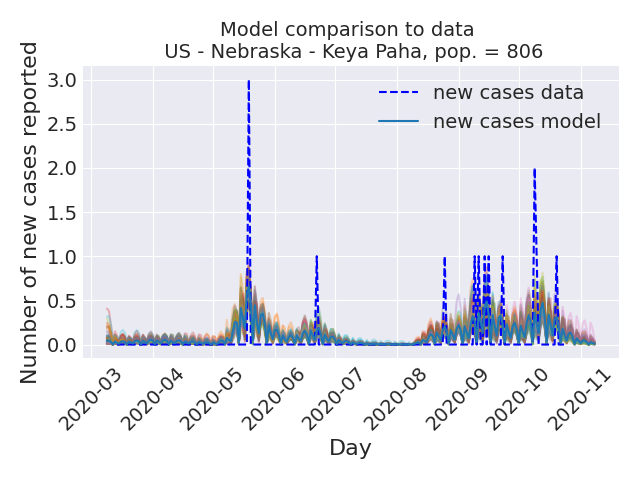 Model comparison to data
US - Nebraska - Keya Paha, pop. = 806
Number of new cases reported
3.0
2.5
2.0
1.5
1.0
0.5
0.0
new cases data
new cases model
2020-03
2020-04
2020-05
2020-06
2020-07
2020-08
2020-09
2020-10
2020-11
Day